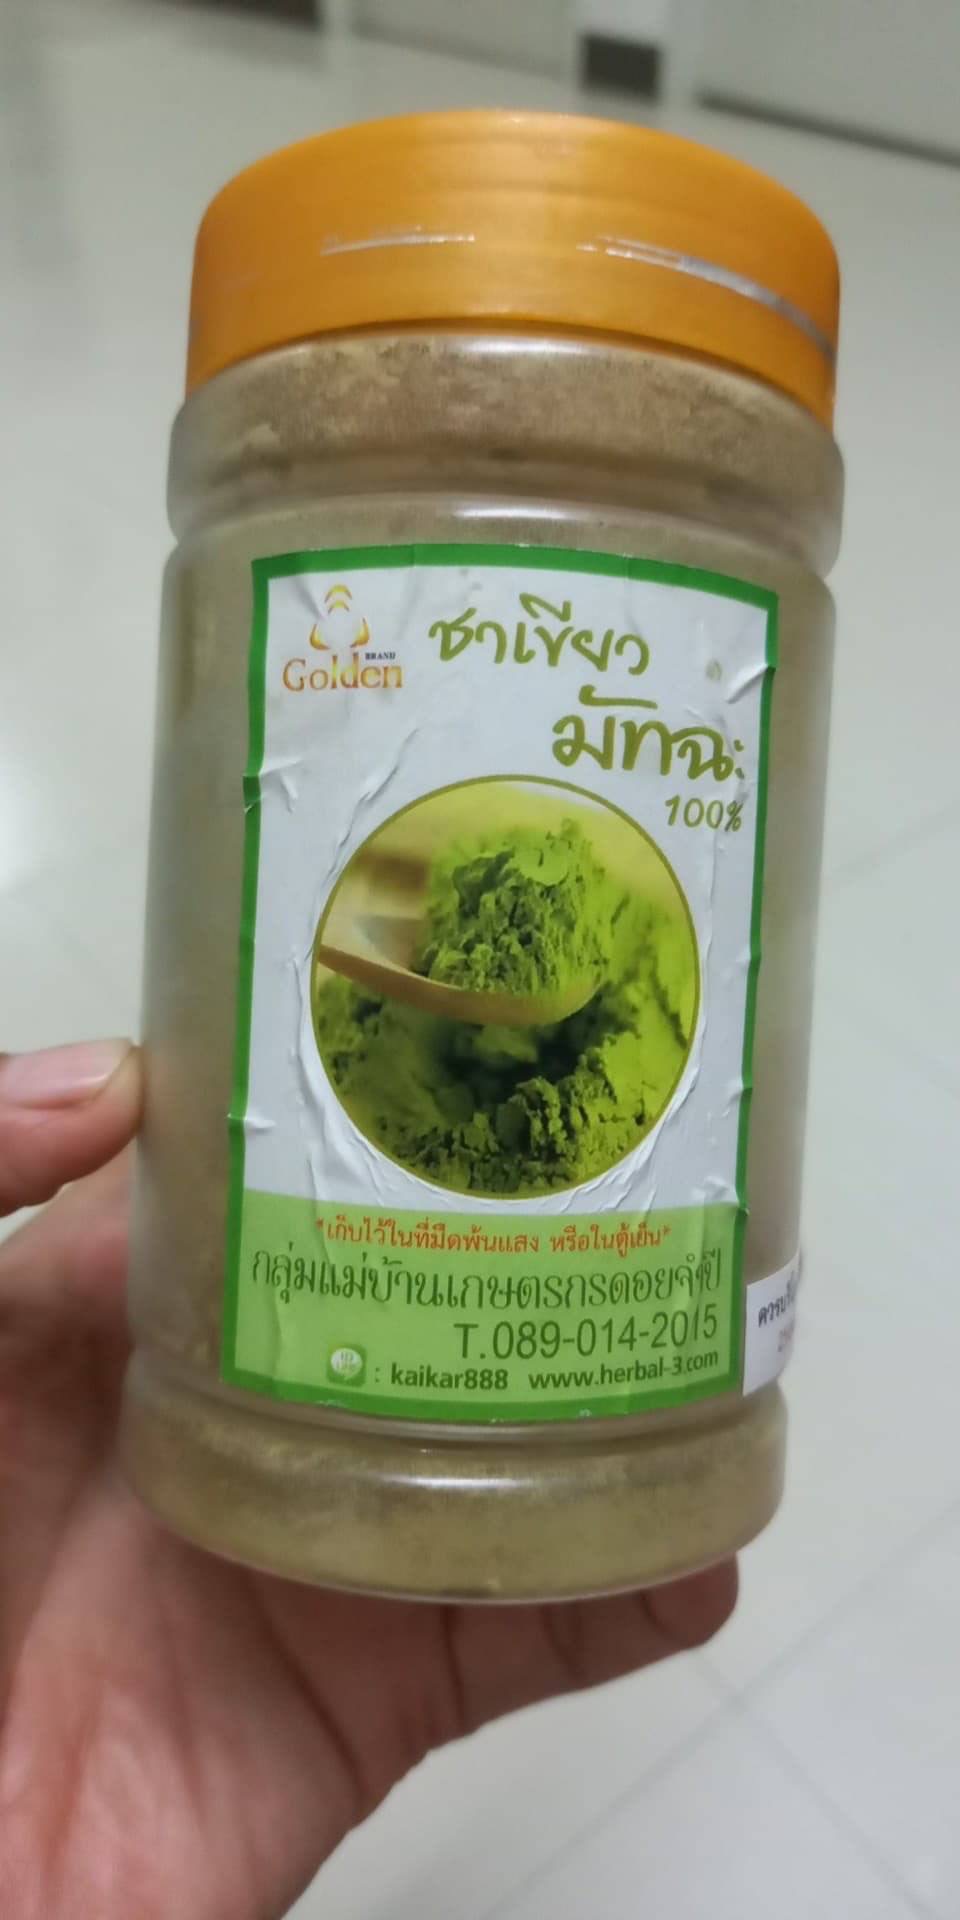 BRAND
Golden
ชาเขียว
มัทฉะ
100%
*เก็บไว้ในที่มืดพ้นแสง หรือในตู้เย็น*
กลุ่มแม่บ้านเกษตรกรดอยจำปี
T.089-014-2015
: kaikar888 www.herbal-3.com